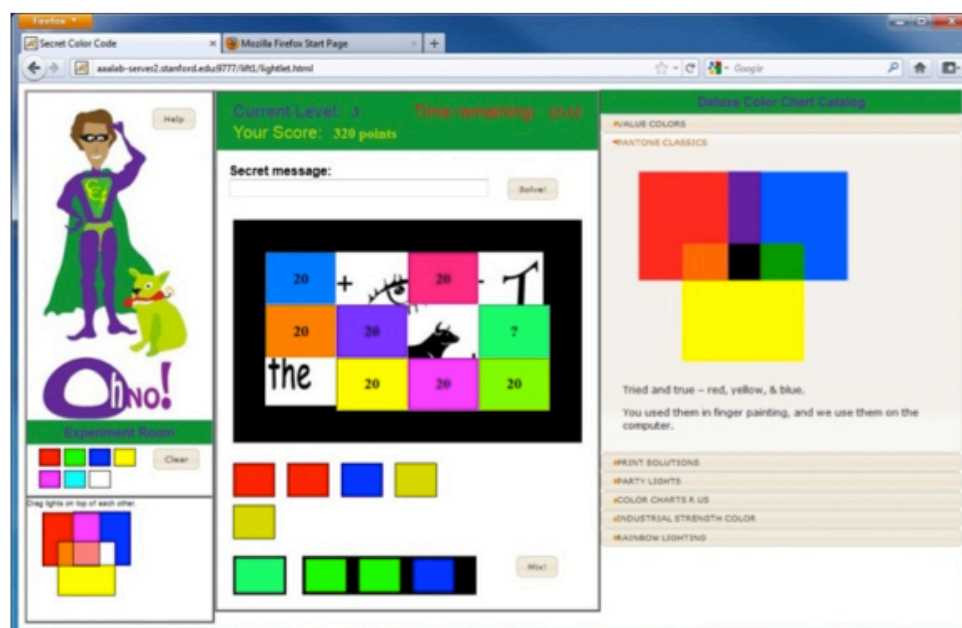 Firefox
Secret Color Code
Mozilla Firefox Start Page
aaalab-server2.stanford.edu:9777/lift1/lightlet.html
Google
Help
Current Level: 3
Time remaining:
Your Score: 320 points
Deluxe Color Chart Catalog
VALUE COLORS
PANTONE CLASSICS
Secret message:
Solve!
20
+
20
- T
20
20
?
the
20
20
20
OhNO!
Experiment Room
Clear
Drag lights on top of each other.
Mix!
Tried and true – red, yellow, & blue.
You used them in finger painting, and we use them on the
computer.
PRINT SOLUTIONS
PARTY LIGHTS
COLOR CHARTS R US
INDUSTRIAL STRENGTH COLOR
RAINBOW LIGHTING